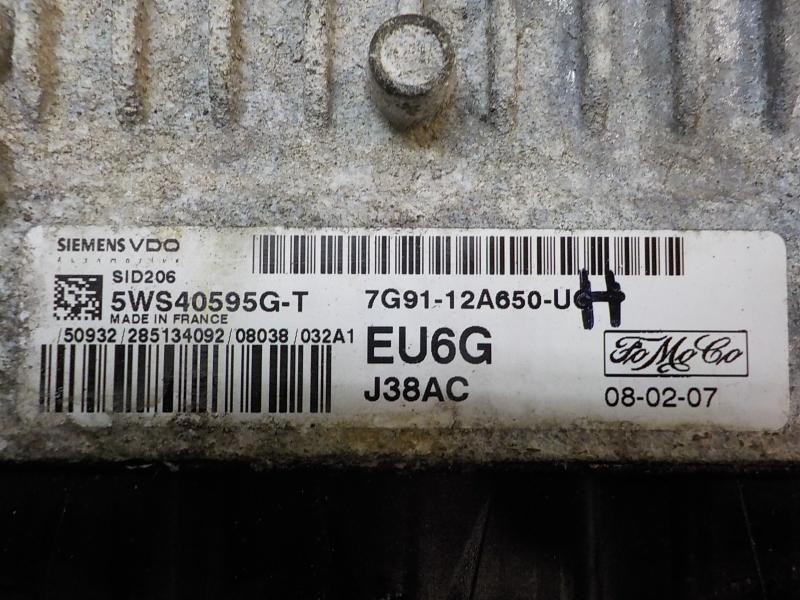 SIEMENS VDO
Automotive
SID206
5WS40595G-T
MADE IN FRANCE
/50932/285134092/08038/032A1
7G91-12A650-UGH
EU6G
J38AC
FoMoCo
08-02-07